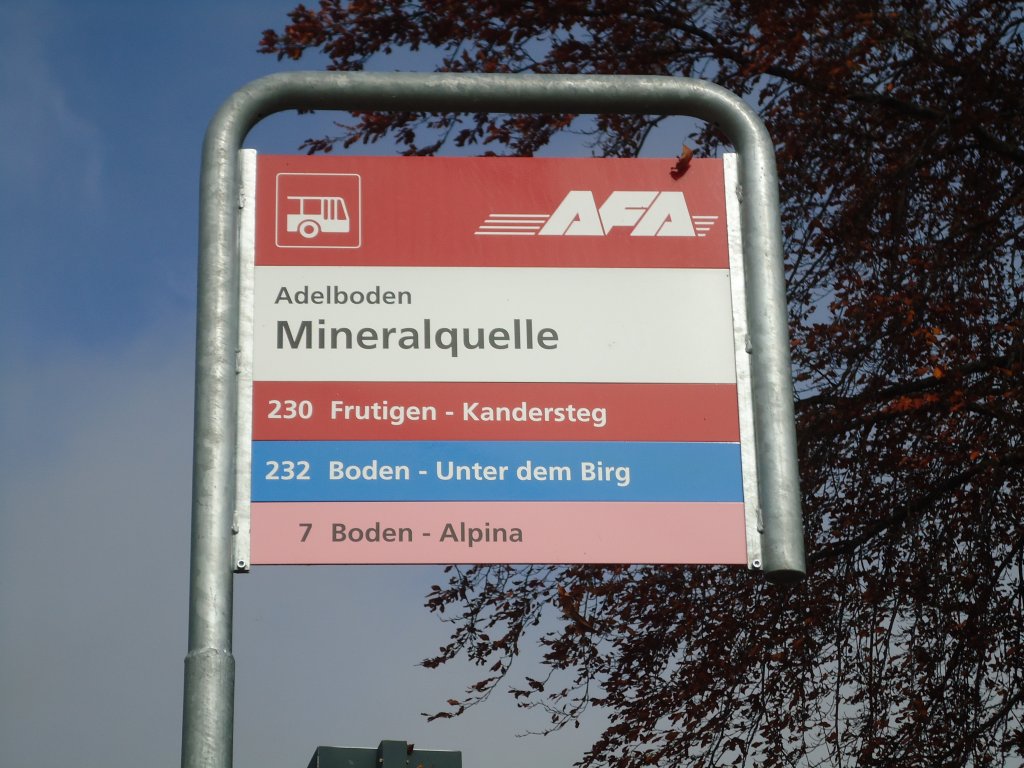 AFA
Adelboden
Mineralquelle
230 Frutigen - Kandersteg
232 Boden - Unter dem Birg
7 Boden - Alpina